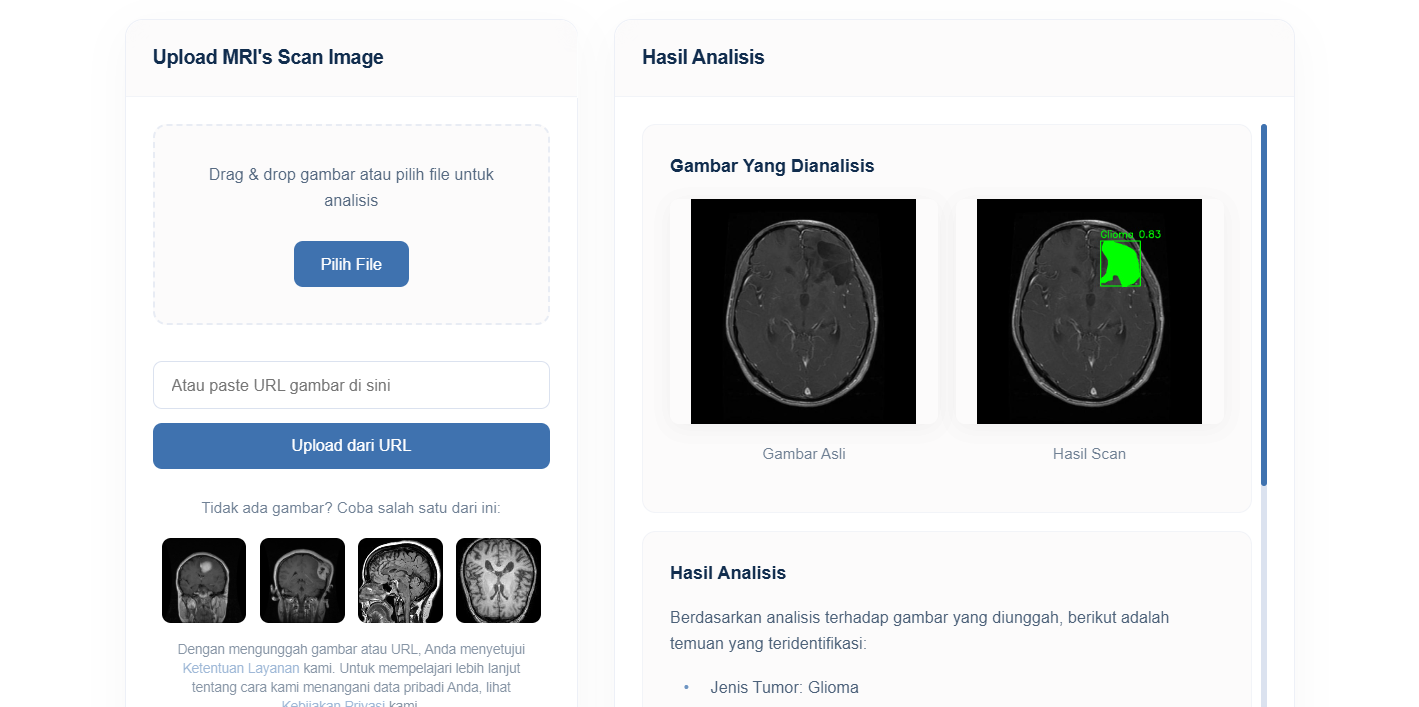 Upload MRI's Scan Image
Drag & drop gambar atau pilih file untuk
analisis
Pilih File
Atau paste URL gambar di sini
Upload dari URL
Tidak ada gambar? Coba salah satu dari ini:
Dengan mengunggah gambar atau URL, Anda menyetujui
Ketentuan Layanan kami. Untuk mempelajari lebih lanjut
tentang cara kami menangani data pribadi Anda, lihat
Kebijakan Privasi kami.
Hasil Analisis
Gambar Yang Dianalisis
Glioma 0.83
Gambar Asli
Hasil Scan
Hasil Analisis
Berdasarkan analisis terhadap gambar yang diunggah, berikut adalah
temuan yang teridentifikasi:
• Jenis Tumor: Glioma